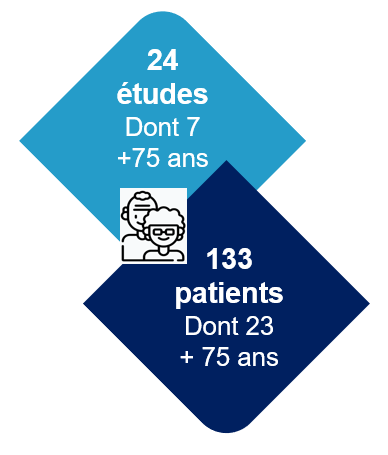 24
études
Dont 7
+75 ans
133
patients
Dont 23
+ 75 ans